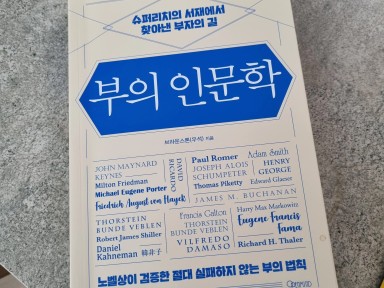 슈퍼리치의 서재에서
찾아낸 부자의 길
부의 인문학
브라운스톤(우석) 지음
JOHN MAYNARD
KEYNES
Milton Friedman
Michael Eugene Porter
Friedrich August von Hayek
DAVID
RICARDO
Paul Romer
Adam Smith
JOSEPH ALOIS
SCHUMPETER
HENRY
GEORGE
Thomas Piketty
Edward Glaeser
JAMES M. BUCHANAN
THORSTEIN
BUNDE VEBLEN
Robert James Shiller
Daniel
Kahneman
韓非子
Francis Galton
THORSTEIN
BUNDE VEBLEN
VILFREDO
DAMASO
Harry Max Markowitz
Eugene Francis
Fama
Richard H. Thaler
노벨상이 검증한 절대 실패하지 않는 부의 법칙